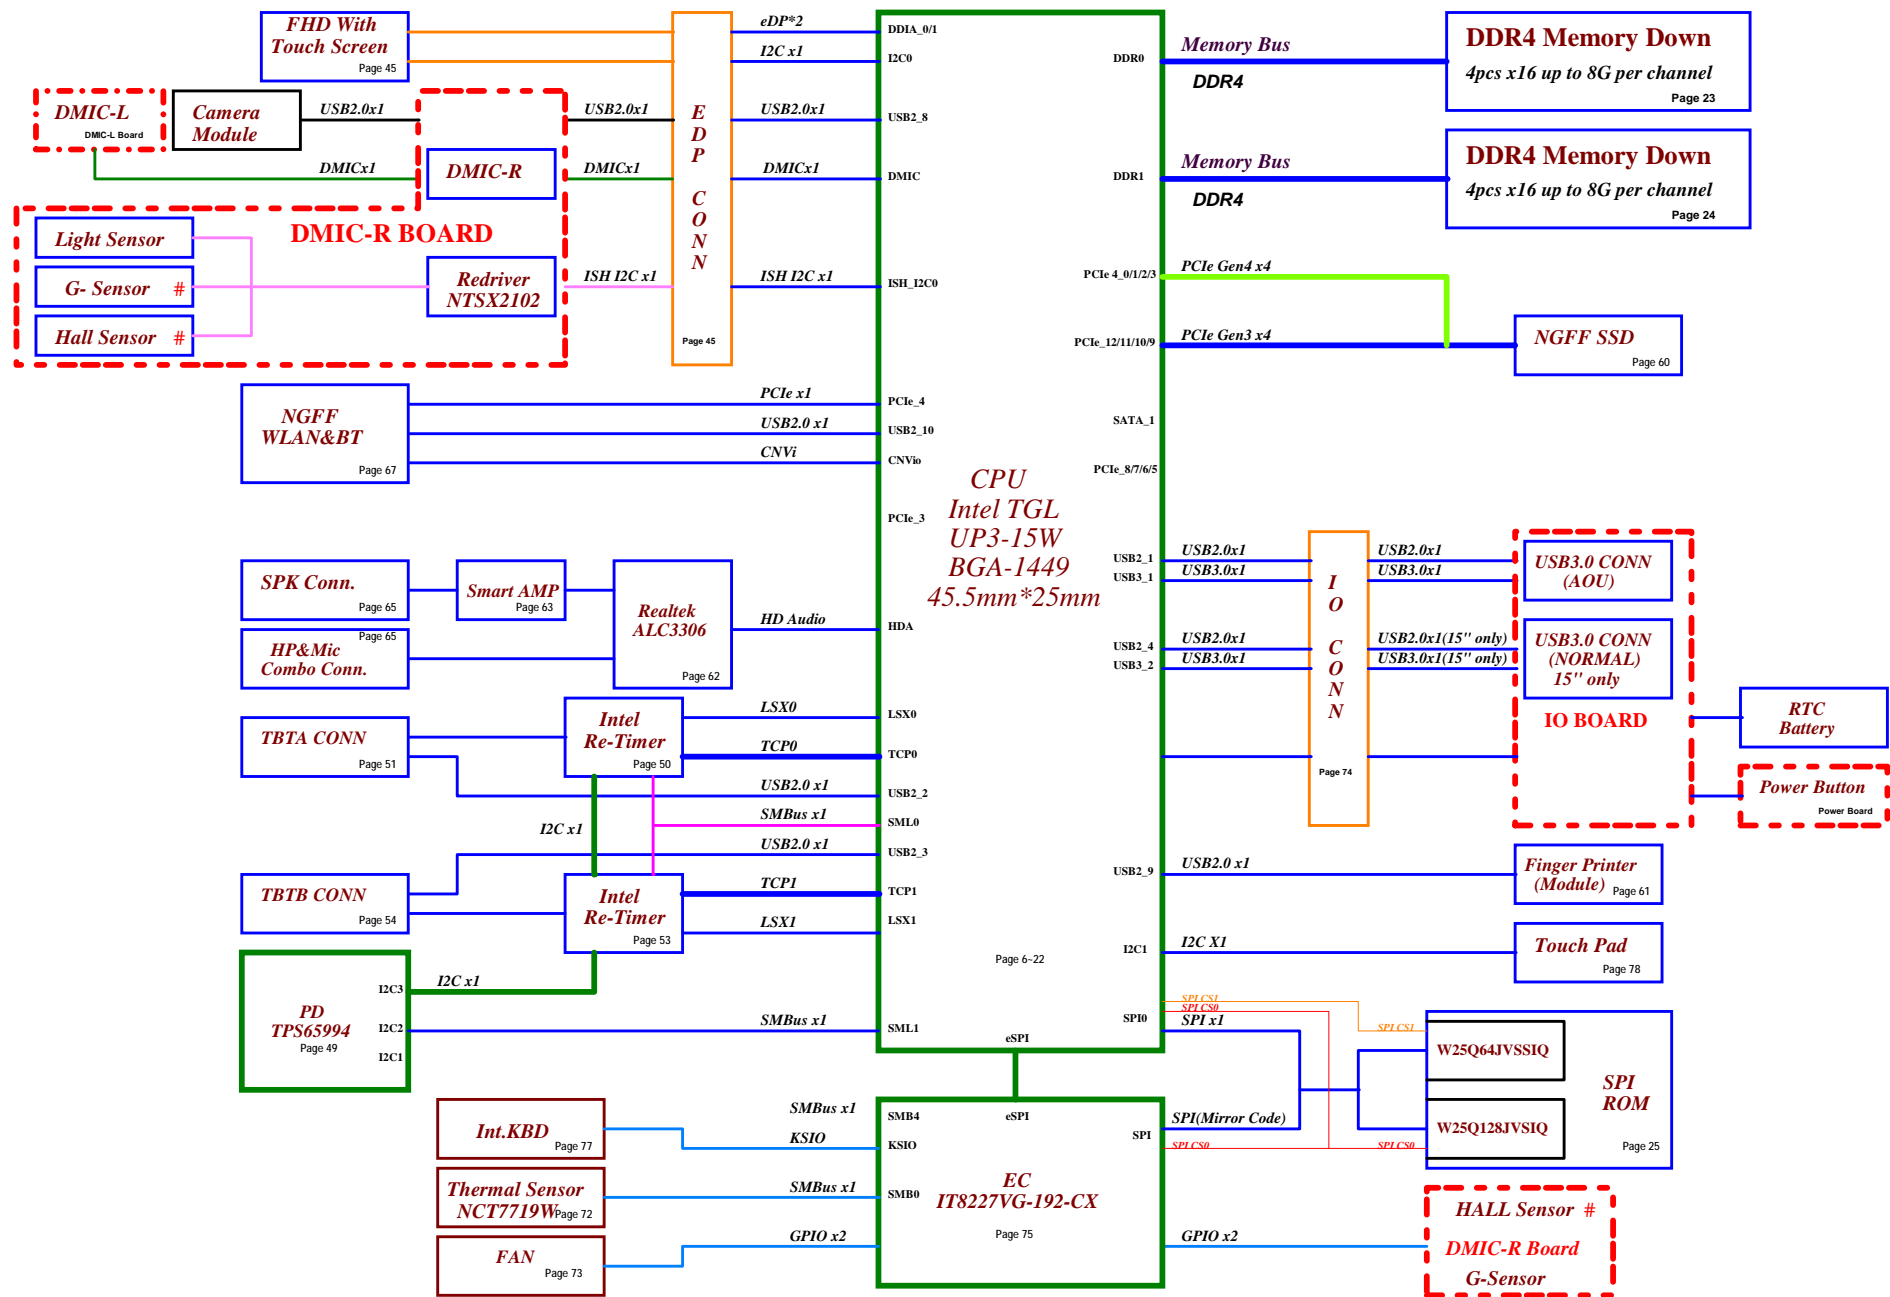 FHD With
Touch Screen
Page 45
DMIC-L
DMIC-L Board
Camera
Module
USB2.0x1
DMICx1
DMIC-R
USB2.0x1
DMICx1
Light Sensor
G- Sensor #
Hall Sensor #
DMIC-R BOARD
Redriver
NTSX2102
ISH I2C x1
EDP CONN
Page 45
eDP*2
I2C x1
USB2.0x1
DMICx1
ISH I2C x1
NGFF
WLAN&BT
Page 67
PCIe x1
USB2.0 x1
CNVi
SPK Conn.
Page 65
Smart AMP
Page 63
Page 65
HP&Mic
Combo Conn.
Realtek
ALC3306
Page 62
HD Audio
TBTA CONN
Page 51
Intel
Re-Timer
Page 50
LSX0
TCP0
USB2.0 x1
SMBus x1
I2C x1
USB2.0 x1
TBTB CONN
Page 54
Intel
Re-Timer
Page 53
TCP1
LSX1
PD
TPS65994
Page 49
I2C3
I2C2
I2C1
I2C x1
SMBus x1
DDIA_0/1
I2C0
USB2_8
DMIC
ISH_I2C0
PCIe_4
USB2_10
CNVio
PCIe_3
HDA
LSX0
TCP0
USB2_2
SML0
USB2_3
TCP1
LSX1
SML1
CPU
Intel TGL
UP3-15W
BGA-1449
45.5mm*25mm
Page 6~22
eSPI
DDR0
DDR1
PCIe 4_0/1/2/3
PCIe_12/11/10/9
SATA_1
PCIe_8/7/6/5
USB2_1
USB3_1
USB2_4
USB3_2
USB2_9
I2C1
SPI0
Memory Bus
DDR4
DDR4 Memory Down
4pcs x16 up to 8G per channel
Page 23
Memory Bus
DDR4
DDR4 Memory Down
4pcs x16 up to 8G per channel
Page 24
PCIe Gen4 x4
PCIe Gen3 x4
NGFF SSD
Page 60
USB2.0x1
USB3.0x1
USB2.0x1
USB3.0x1
IO CONN
Page 74
USB2.0x1
USB3.0x1
USB2.0x1(15" only)
USB3.0x1(15" only)
USB3.0 CONN
(AOU)
USB3.0 CONN
(NORMAL)
15" only
IO BOARD
RTC
Battery
Power Button
Power Board
USB2.0 x1
Finger Printer
(Module)
Page 61
I2C X1
Touch Pad
Page 78
SPI CS1
SPI CS0
SPI x1
SPI CS1
W25Q64JVSSIQ
W25Q128JVSIQ
SPI
ROM
Page 25
SPI(Mirror Code)
SPI CS0
SPI CS0
Int.KBD
Page 77
SMBus x1
KSIO
Thermal Sensor
NCT7719W
Page 72
SMBus x1
FAN
Page 73
GPIO x2
SMB4
KSIO
SMB0
eSPI
SPI
EC
IT8227VG-192-CX
Page 75
GPIO x2
HALL Sensor #
DMIC-R Board
G-Sensor